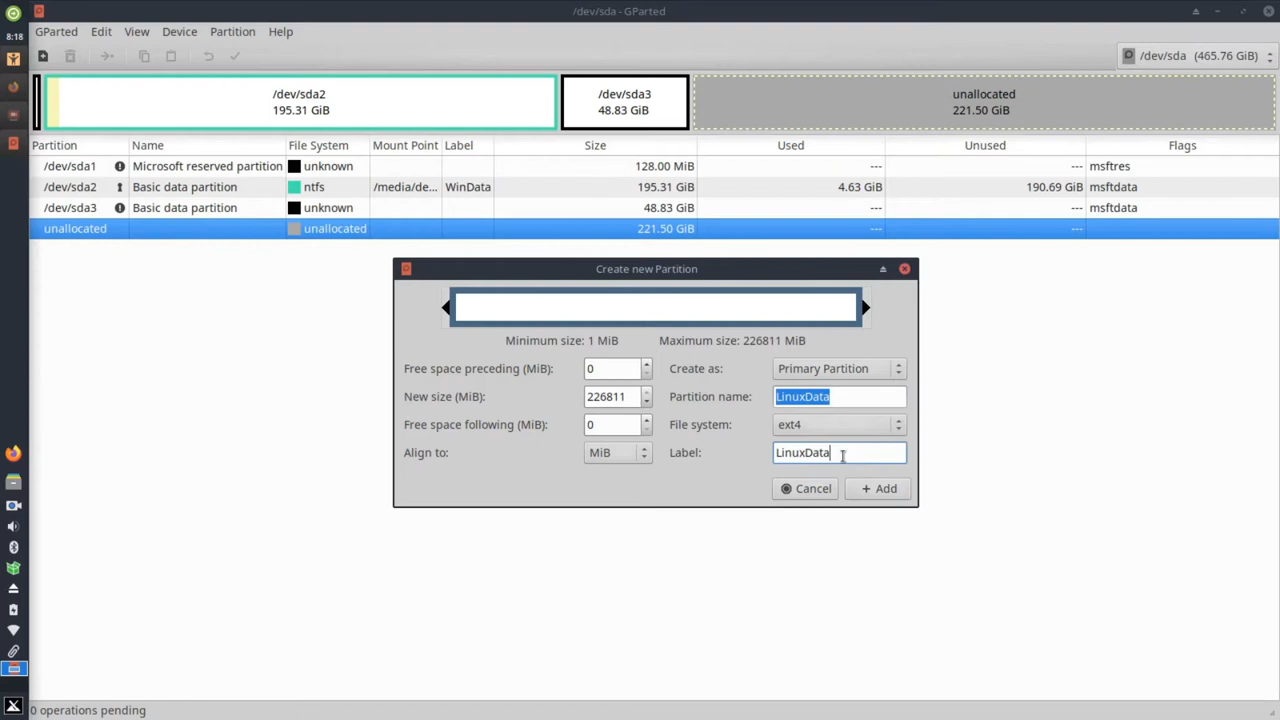 /dev/sda - GParted
8:18
GParted Edit View Device Partition Help
/dev/sda (465.76 GiB)
/dev/sda2
195.31 GiB
/dev/sda3
48.83 GiB
unallocated
221.50 GiB
Partition Name File System Mount Point Label Size Used Unused Flags
/dev/sda1 Microsoft reserved partition unknown 128.00 MiB --- --- msftres
/dev/sda2 Basic data partition ntfs /media/de... WinData 195.31 GiB 4.63 GiB 190.69 GiB msftdata
/dev/sda3 Basic data partition unknown 48.83 GiB --- --- msftdata
unallocated unallocated 221.50 GiB --- ---
Create new Partition
Minimum size: 1 MiB Maximum size: 226811 MiB
Free space preceding (MiB): 0 Create as: Primary Partition
New size (MiB): 226811 Partition name: LinuxData
Free space following (MiB): 0 File system: ext4
Align to: MiB Label: LinuxData
Cancel Add
0 operations pending